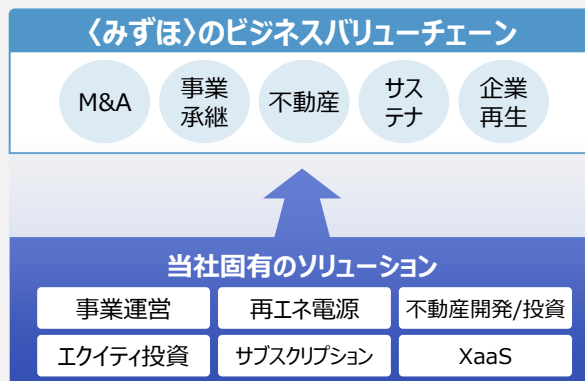 〈みずほ〉のビジネスバリューチェーン
M&A
事業
承継
不動産
サス
テナ
企業
再生
当社固有のソリューション
事業運営
再エネ電源
不動産開発/投資
エクイティ投資
サブスクリプション
XaaS